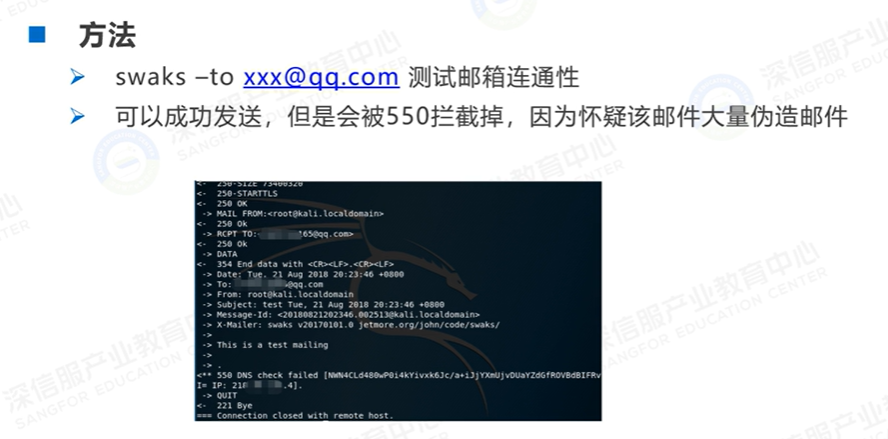 方法
swaks –to xxx@qq.com 测试邮箱连通性
可以成功发送，但是会被550拦截掉，因为怀疑该邮件大量伪造邮件
<-  250-SIZE 73400320
<-  250-STARTTLS
<-  250 OK
 -> MAIL FROM:<root@kali.localdomain>
<-  250 Ok
 -> RCPT TO:<165@qq.com>
<-  250 Ok
 -> DATA
<-  354 End data with <CR><LF>.<CR><LF>
 -> Date: Tue, 21 Aug 2018 20:23:46 +0800
 -> To: @qq.com
 -> From: root@kali.localdomain
 -> Subject: test Tue, 21 Aug 2018 20:23:46 +0800
 -> Message-Id: <20180821202346.002513@kali.localdomain>
 -> X-Mailer: swaks v20170101.0 jetmore.org/john/code/swaks/
 ->
 -> This is a test mailing
 ->
 -> .
<** 550 DNS check failed [NWN4CLd480wP0i4kYivxk6Jc/a+iJjYXmUjvDUaYZdGfROVBdBIFRv
I= IP: 218.4].
 -> QUIT
<-  221 Bye
=== Connection closed with remote host.
深信服产业教育中心
SANGFOR EDUCATION CENTER